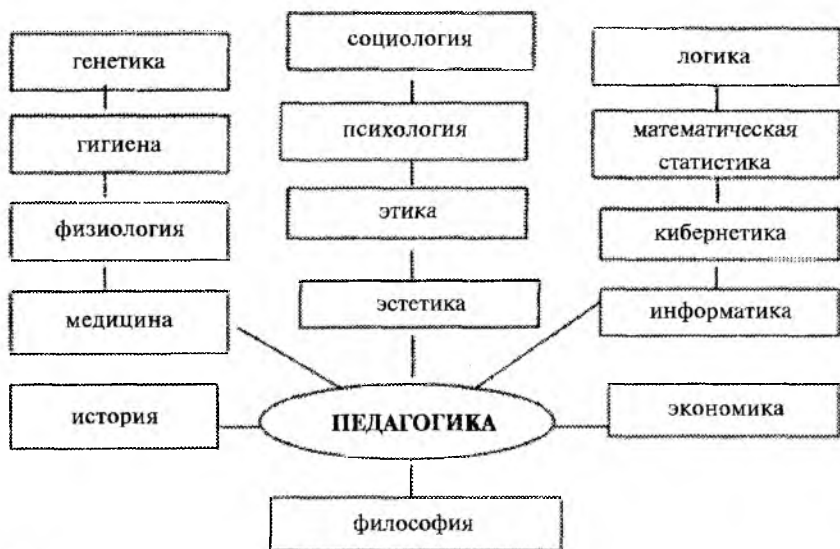 генетика
социология
логика
гигиена
психология
математическая
статистика
физиология
этика
кибернетика
медицина
эстетика
информатика
история
ПЕДАГОГИКА
экономика
философия